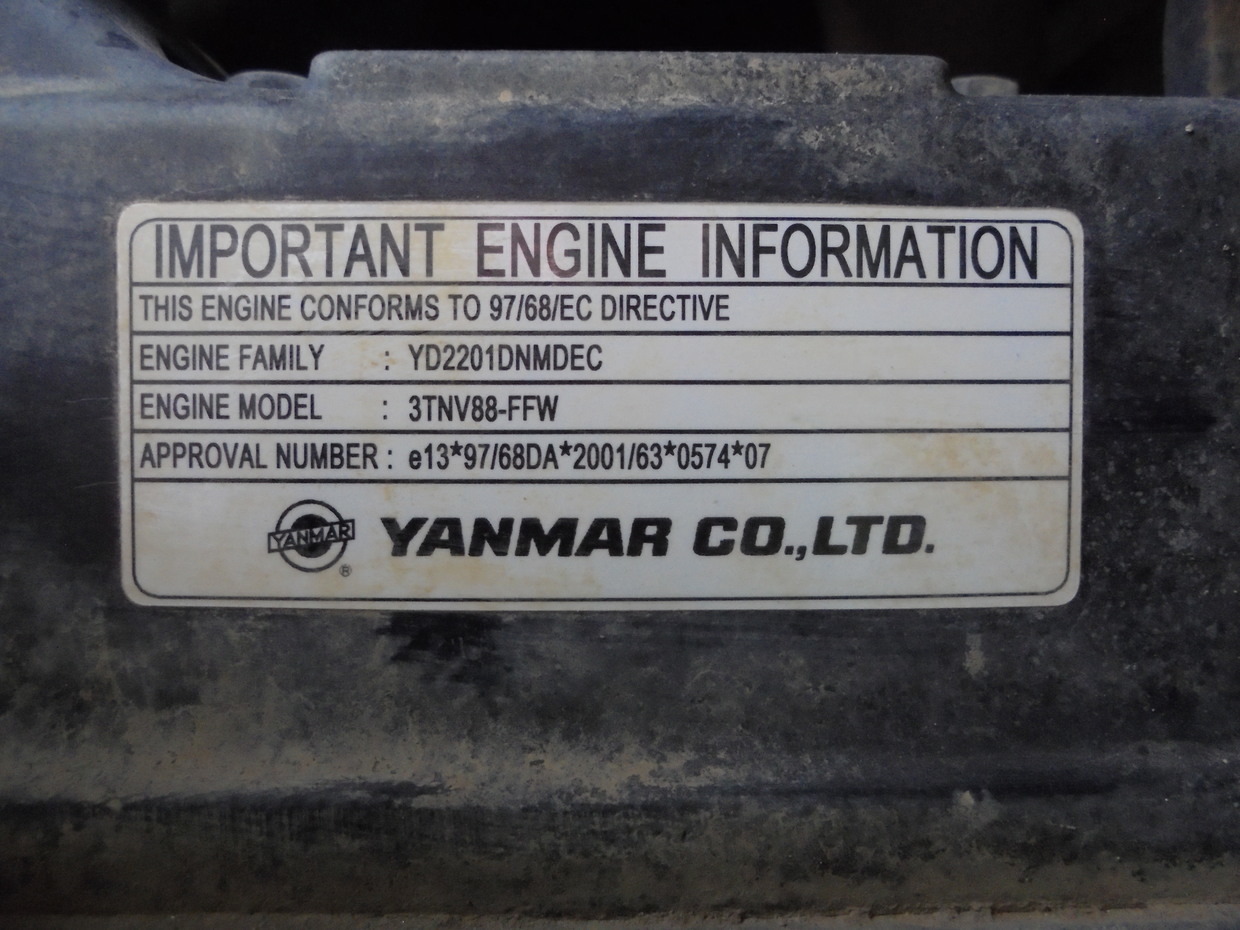 IMPORTANT ENGINE INFORMATION
THIS ENGINE CONFORMS TO 97/68/EC DIRECTIVE
ENGINE FAMILY : YD2201DNMDEC
ENGINE MODEL : 3TNV88-FFW
APPROVAL NUMBER : e13*97/68DA*2001/63*0574*07
YANMAR ® YANMAR CO.,LTD.